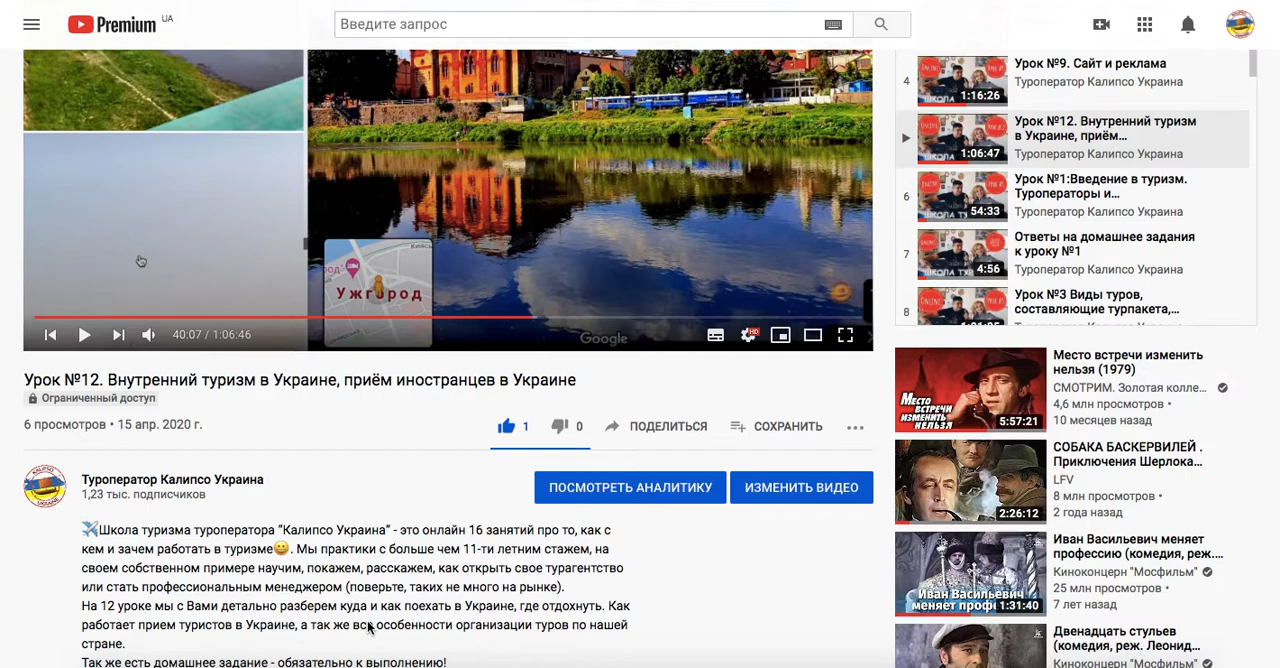 Premium UA
Введите запрос
Ужгород
Google
40:07 / 1:06:46
HD
Урок №12. Внутренний туризм в Украине, приём иностранцев в Украине
Ограниченный доступ
6 просмотров • 15 апр. 2020 г.
1
0
ПОДЕЛИТЬСЯ
СОХРАНИТЬ
Туроператор Калипсо Украина
1,23 тыс. подписчиков
ПОСМОТРЕТЬ АНАЛИТИКУ
ИЗМЕНИТЬ ВИДЕО
✈️Школа туризма туроператора "Калипсо Украина" - это онлайн 16 занятий про то, как с
кем и зачем работать в туризме😀. Мы практики с больше чем 11-ти летним стажем, на
своем собственном примере научим, покажем, расскажем, как открыть свое турагентство
или стать профессиональным менеджером (поверьте, таких не много на рынке).
На 12 уроке мы с Вами детально разберем куда и как поехать в Украине, где отдохнуть. Как
работает прием туристов в Украине, а так же все особенности организации туров по нашей
стране.
Так же есть домашнее задание - обязательно к выполнению!
4
1:16:26
Урок №9. Сайт и реклама
Туроператор Калипсо Украина
1:06:47
Урок №12. Внутренний туризм
в Украине, приём...
Туроператор Калипсо Украина
6
54:33
Урок №1:Введение в туризм.
Туроператоры и...
Туроператор Калипсо Украина
7
4:56
Ответы на домашнее задания
к уроку №1
Туроператор Калипсо Украина
8
Урок №3 Виды туров,
составляющие турпакета,...
Место встречи изменить нельзя
5:57:21
Место встречи изменить
нельзя (1979)
СМОТРИМ. Золотая колле...
4,6 млн просмотров •
10 месяцев назад
2:26:12
СОБАКА БАСКЕРВИЛЕЙ .
Приключения Шерлока...
LFV
8 млн просмотров •
2 года назад
Иван Васильевич
меняет
1:31:40
Иван Васильевич меняет
профессию (комедия, реж....
Киноконцерн "Мосфильм"
25 млн просмотров •
7 лет назад
Двенадцать стульев
(комедия, реж. Леонид...
Киноконцерн "Мосфильм"